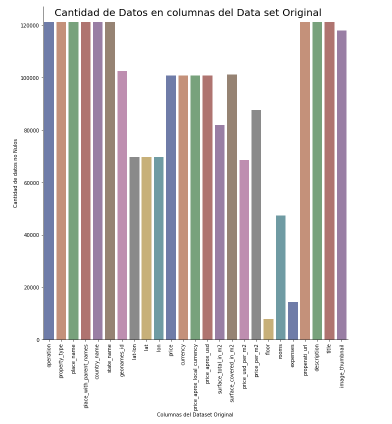 Cantidad de Datos en columnas del Data set Original
Cantidad de datos no Nulos
120000
100000
80000
60000
40000
20000
0
operation
property_type
place_name
place_with_parent_names
country_name
state_name
geonames_id
lat-lon
lat
lon
price
currency
price_aprox_local_currency
price_aprox_usd
surface_total_in_m2
surface_covered_in_m2
price_usd_per_m2
price_per_m2
floor
rooms
expenses
properati_url
description
title
image_thumbnail
Columnas del Dataset Original